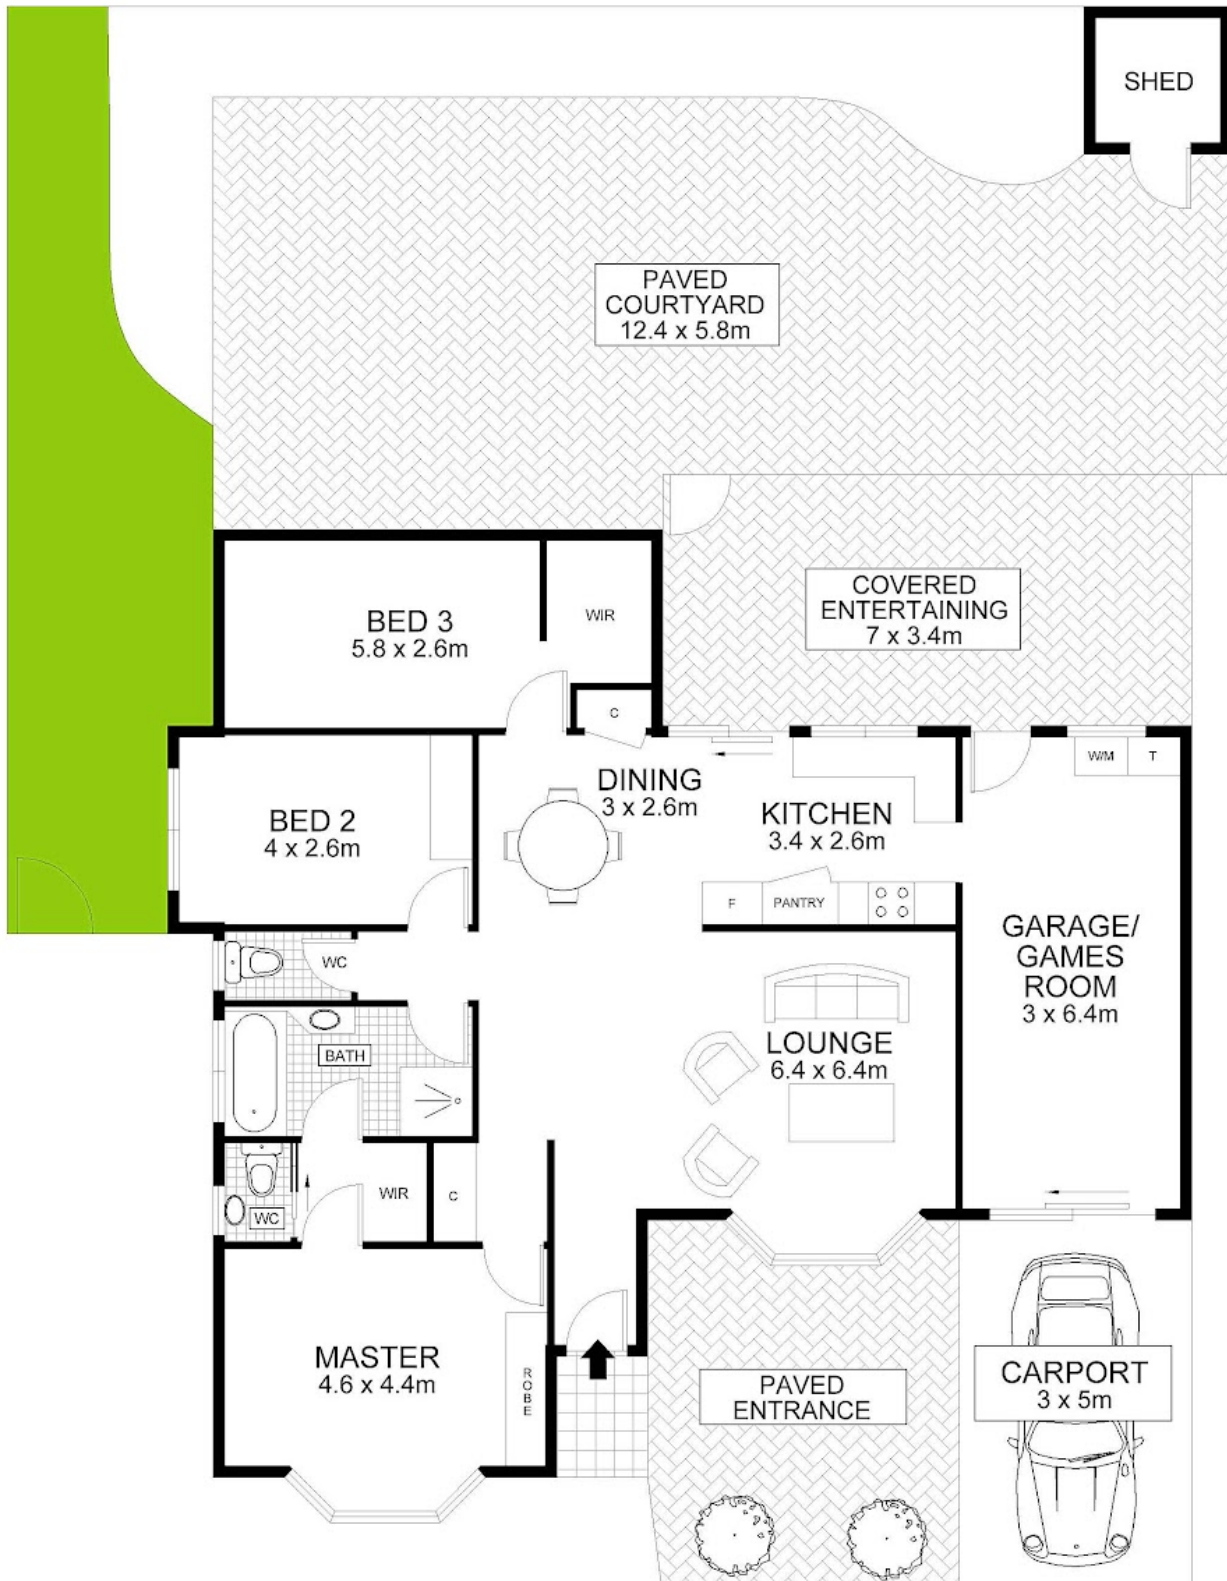 SHED
PAVED
COURTYARD
12.4 x 5.8m
COVERED
ENTERTAINING
7 x 3.4m
BED 3
5.8 x 2.6m
WIR
C
W/M
T
DINING
3 x 2.6m
KITCHEN
3.4 x 2.6m
BED 2
4 x 2.6m
F
PANTRY
GARAGE/
GAMES
ROOM
3 x 6.4m
WC
LOUNGE
6.4 x 6.4m
BATH
WIR
C
WC
MASTER
4.6 x 4.4m
ROBE
PAVED
ENTRANCE
CARPORT
3 x 5m